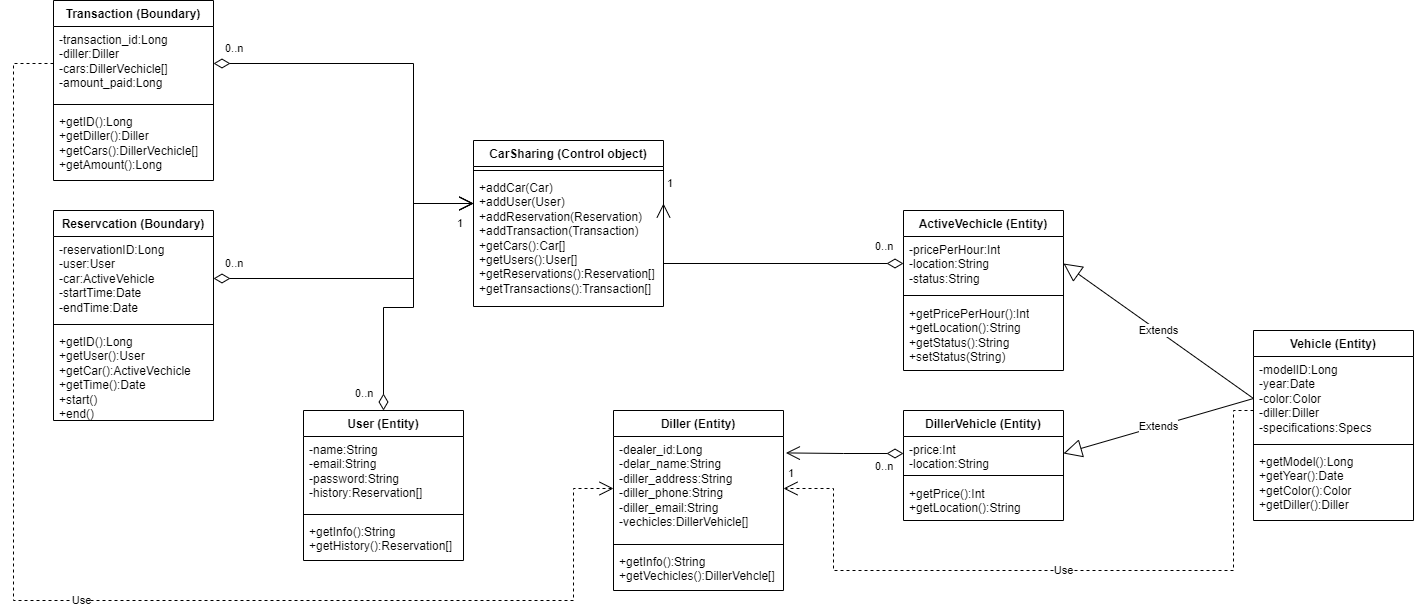 Transaction (Boundary)
-transaction_id:Long
-diller:Diller
-cars:DillerVechicle[]
-amount_paid:Long
+getID():Long
+getDiller():Diller
+getCars():DillerVechicle[]
+getAmount():Long
0..n
Reservcation (Boundary)
-reservationID:Long
-user:User
-car:ActiveVehicle
-startTime:Date
-endTime:Date
+getID():Long
+getUser():User
+getCar():ActiveVechicle
+getTime():Date
+start()
+end()
0..n
CarSharing (Control object)
+addCar(Car)
+addUser(User)
+addReservation(Reservation)
+addTransaction(Transaction)
+getCars():Car[]
+getUsers():User[]
+getReservations():Reservation[]
+getTransactions():Transaction[]
1
1
0..n
ActiveVechicle (Entity)
-pricePerHour:Int
-location:String
-status:String
+getPricePerHour():Int
+getLocation():String
+getStatus():String
+setStatus(String)
Extends
Vehicle (Entity)
-modelID:Long
-year:Date
-color:Color
-diller:Diller
-specifications:Specs
+getModel():Long
+getYear():Date
+getColor():Color
+getDiller():Diller
Extends
0..n
User (Entity)
-name:String
-email:String
-password:String
-history:Reservation[]
+getInfo():String
+getHistory():Reservation[]
Diller (Entity)
-dealer_id:Long
-delar_name:String
-diller_address:String
-diller_phone:String
-diller_email:String
-vechicles:DillerVehicle[]
+getInfo():String
+getVechicles():DillerVehcle[]
1
0..n
DillerVehicle (Entity)
-price:Int
-location:String
+getPrice():Int
+getLocation():String
Use
Use